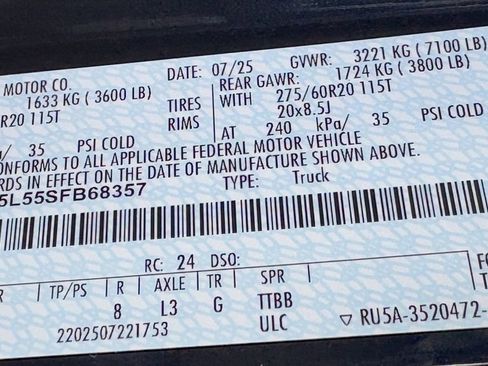 MOTOR CO. DATE: 07/25 GVWR: 3221 KG ( 7100 LB)
1633 KG ( 3600 LB) REAR GAWR: 1724 KG ( 3800 LB)
R20 115T TIRES WITH 275/60R20 115T
RIMS 20x8.5J
/ 35 PSI COLD AT 240 kPa/ 35 PSI COLD
ONFORMS TO ALL APPLICABLE FEDERAL MOTOR VEHICLE
RDS IN EFFECT ON THE DATE OF MANUFACTURE SHOWN ABOVE.
5L55SFB68357 TYPE: Truck
RC: 24 DSO:
R TP/PS R AXLE TR SPR
8 L3 G TTBB
2202507221753 ULC ▽ RU5A-3520472-